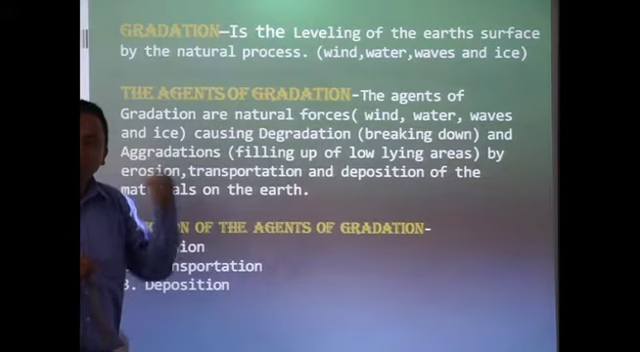 GRADATION—Is the Leveling of the earths surface
by the natural process. (wind,water,waves and ice)
THE AGENTS OF GRADATION-The agents of
Gradation are natural forces( wind, water, waves
and ice) causing Degradation (breaking down) and
Aggradations (filling up of low lying areas) by
erosion,transportation and deposition of the
on the earth.
OF THE AGENTS OF GRADATION-
3. Deposition